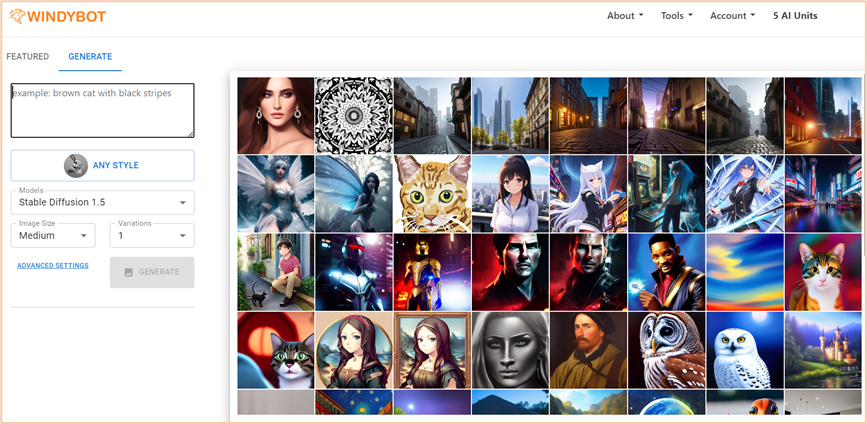 WINDYBOT
About Tools Account 5 AI Units
FEATURED GENERATE
example: brown cat with black stripes
ANY STYLE
Models
Stable Diffusion 1.5
Image Size Variations
Medium 1
ADVANCED SETTINGS
GENERATE